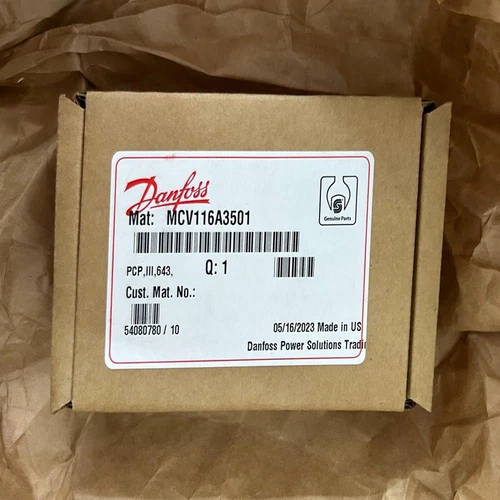 Danfoss
Genuine Parts
Mat: MCV116A3501
PCP,III,643, Q: 1
Cust. Mat. No.:
54080780 / 10 05/16/2023 Made in US
Danfoss Power Solutions Tradin